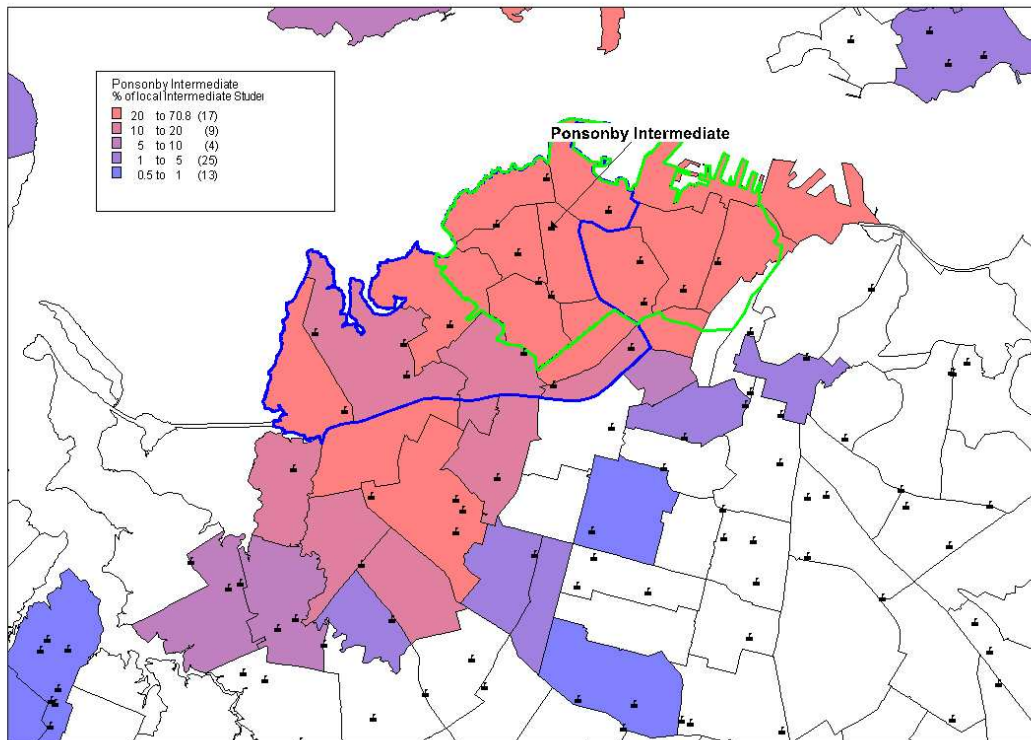 Ponsonby Intermediate
% of local Intermediate Studer
20 to 70.8 (17)
10 to 20 (9)
5 to 10 (4)
1 to 5 (25)
0.5 to 1 (13)
Ponsonby Intermediate